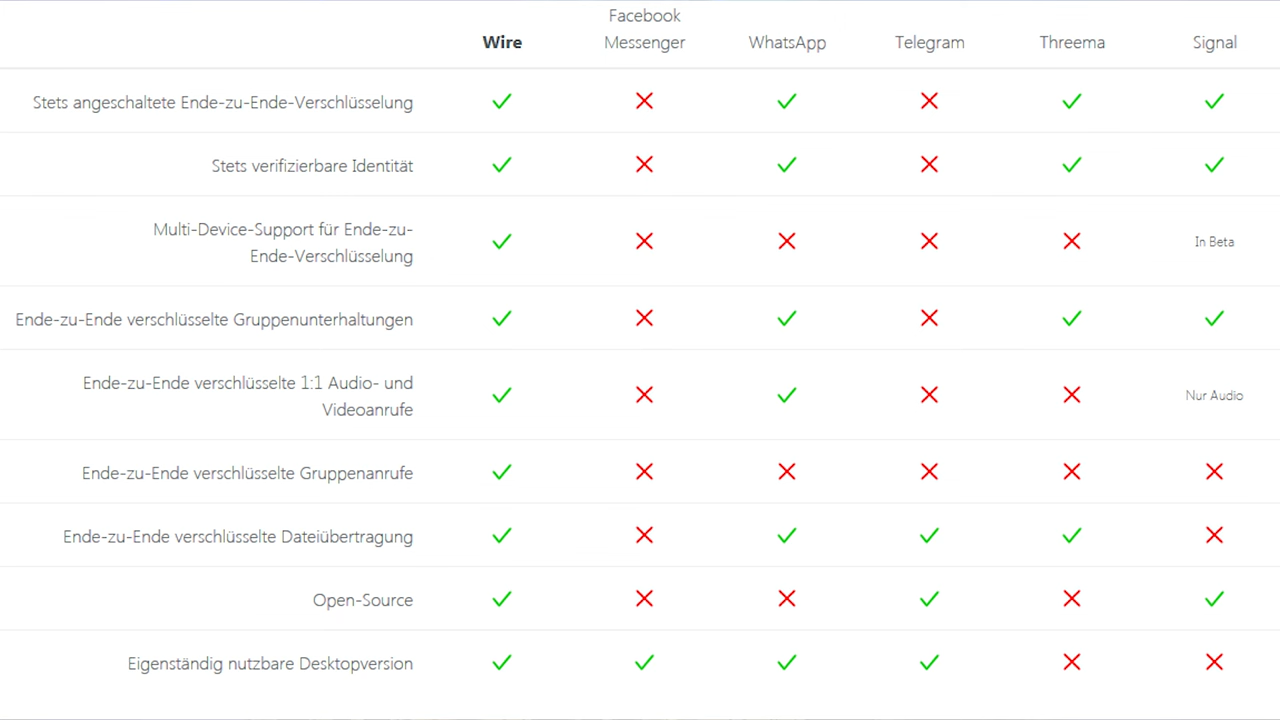 Facebook
Wire Messenger WhatsApp Telegram Threema Signal
Stets angeschaltete Ende-zu-Ende-Verschlüsselung
Stets verifizierbare Identität
Multi-Device-Support für Ende-zu-
Ende-Verschlüsselung
In Beta
Ende-zu-Ende verschlüsselte Gruppenunterhaltungen
Ende-zu-Ende verschlüsselte 1:1 Audio- und
Videoanrufe
Nur Audio
Ende-zu-Ende verschlüsselte Gruppenanrufe
Ende-zu-Ende verschlüsselte Dateiübertragung
Open-Source
Eigenständig nutzbare Desktopversion